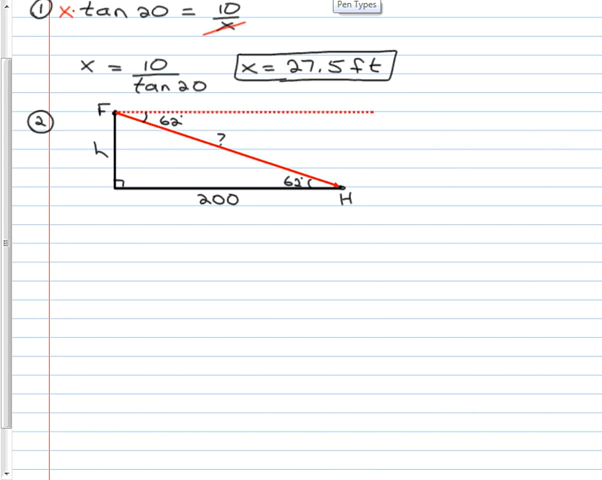 Pen Types
① x · tan 20 = 10/x
x = 10/tan 20 x = 27.5 ft
②
F 62°
h ?
62°
200 H